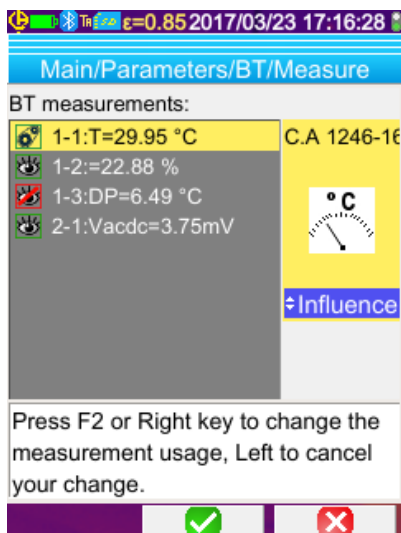 ε=0.85 2017/03/23 17:16:28
Main/Parameters/BT/Measure
BT measurements:
1-1:T=29.95 °C
C.A 1246-16
1-2:=22.88 %
1-3:DP=6.49 °C
°C
2-1:Vacdc=3.75mV
Influence
Press F2 or Right key to change the
measurement usage, Left to cancel
your change.